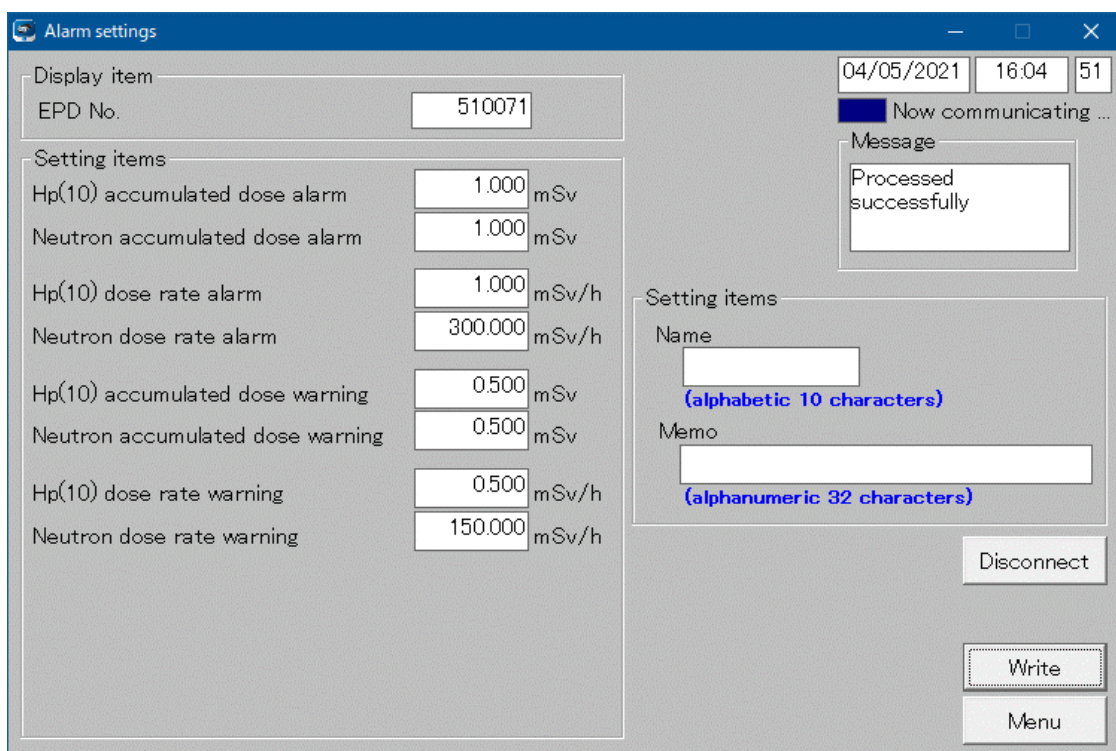 Alarm settings
Display item
EPD No. 510071
04/05/2021 16:04 51
Now communicating ...
Message
Processed
successfully
Setting items
Hp(10) accumulated dose alarm 1.000 mSv
Neutron accumulated dose alarm 1.000 mSv
Hp(10) dose rate alarm 1.000 mSv/h
Neutron dose rate alarm 300.000 mSv/h
Hp(10) accumulated dose warning 0.500 mSv
Neutron accumulated dose warning 0.500 mSv
Hp(10) dose rate warning 0.500 mSv/h
Neutron dose rate warning 150.000 mSv/h
Setting items
Name
(alphabetic 10 characters)
Memo
(alphanumeric 32 characters)
Disconnect
Write
Menu